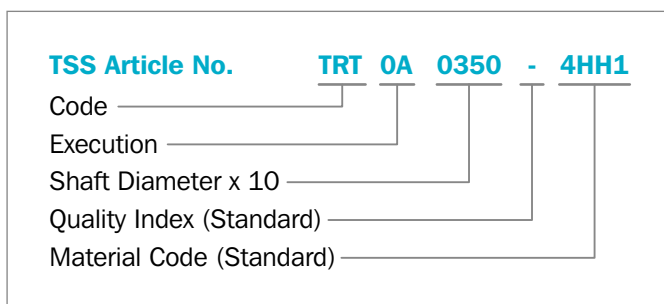 TSS Article No. TRT 0A 0350 - 4HH1
Code
Execution
Shaft Diameter x 10
Quality Index (Standard)
Material Code (Standard)